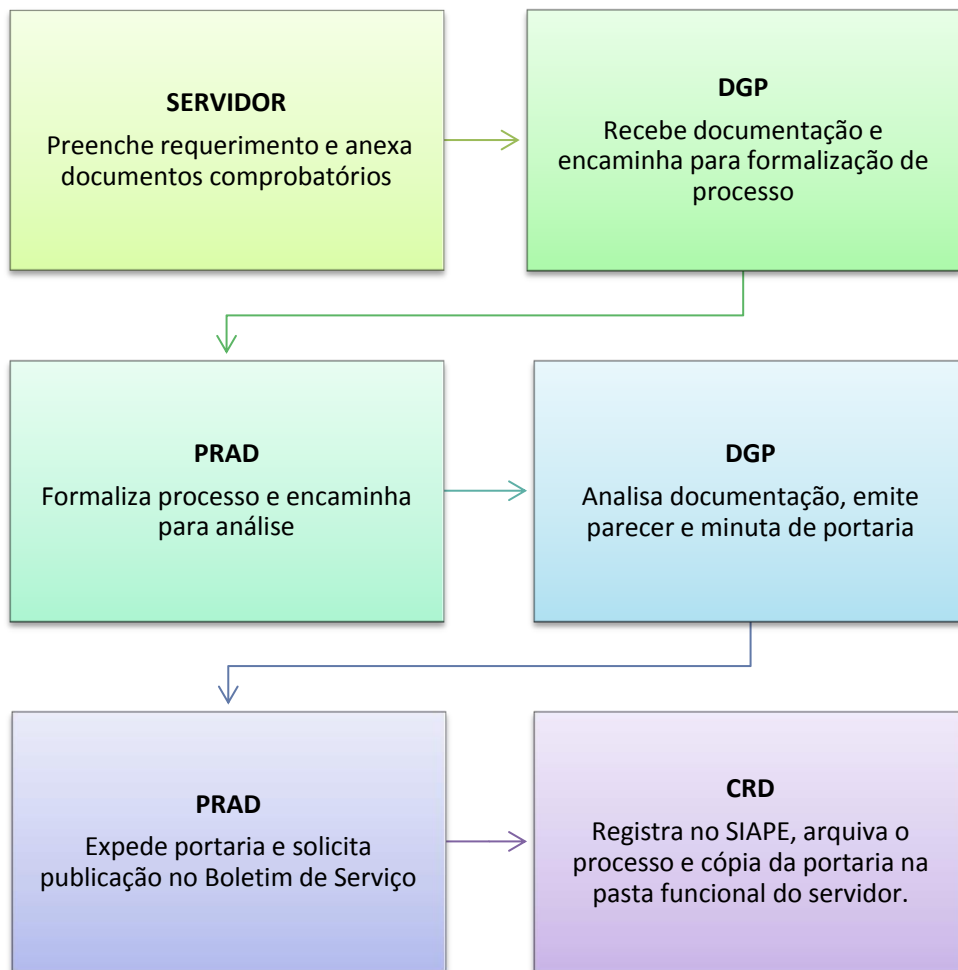 SERVIDOR
Preenche requerimento e anexa
documentos comprobatórios
DGP
Recebe documentação e
encaminha para formalização de
processo
PRAD
Formaliza processo e encaminha
para análise
DGP
Analisa documentação, emite
parecer e minuta de portaria
PRAD
Expede portaria e solicita
publicação no Boletim de Serviço
CRD
Registra no SIAPE, arquiva o
processo e cópia da portaria na
pasta funcional do servidor.